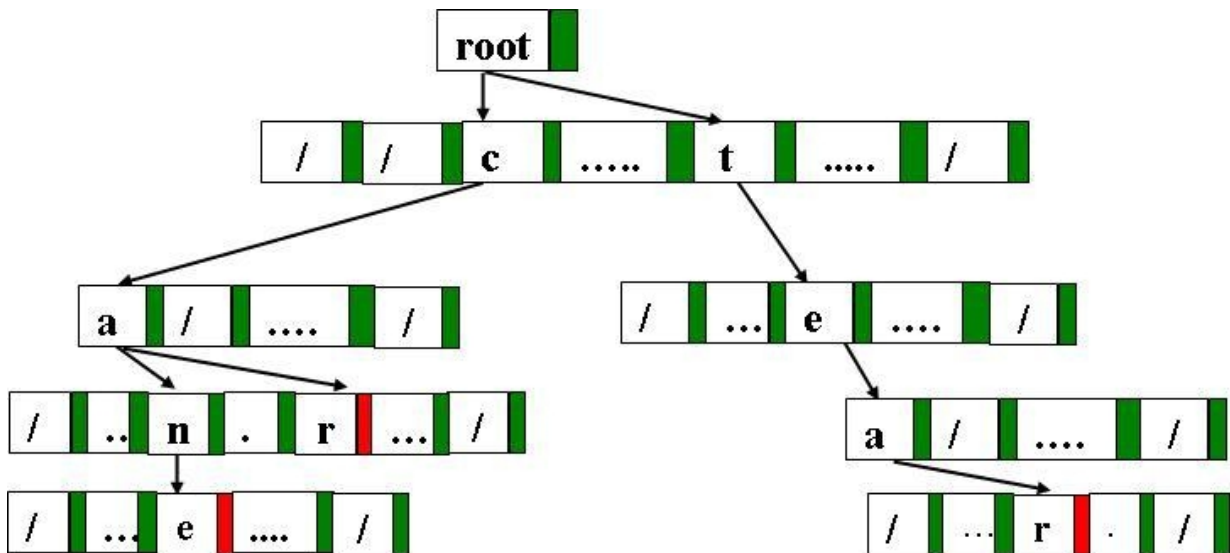 root
/ / c ..... t ..... /
a / .... /
/ ... e .... /
/ .. n . r ... /
a / .... /
/ ... e .... /
/ ... r . /